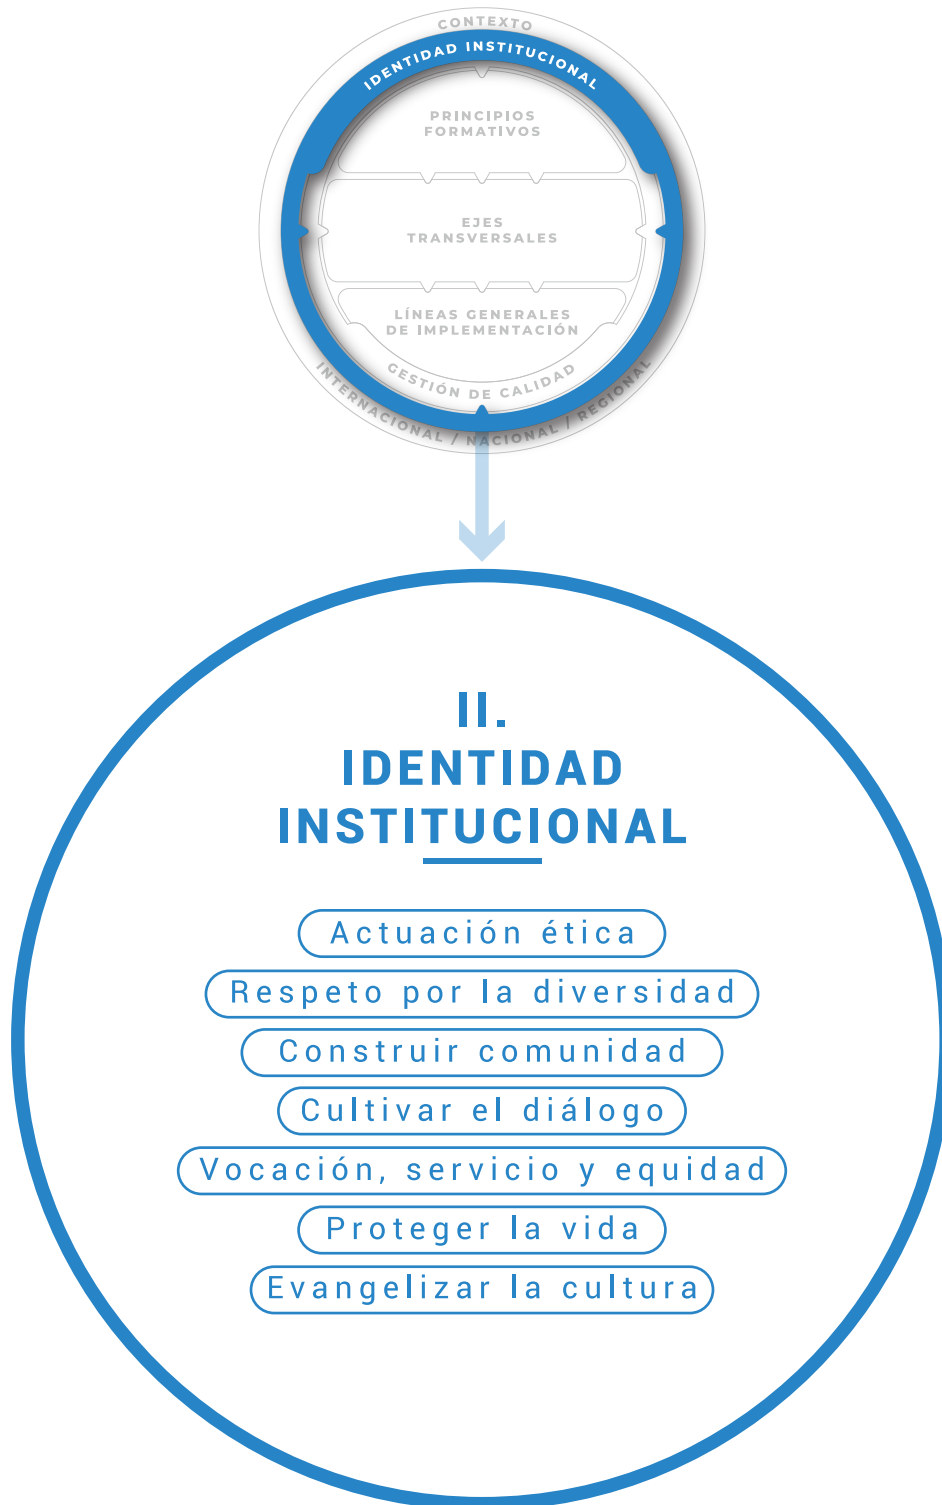 CONTEXTO
IDENTIDAD INSTITUCIONAL
PRINCIPIOS
FORMATIVOS
EJES
TRANSVERSALES
LÍNEAS GENERALES
DE IMPLEMENTACIÓN
GESTIÓN DE CALIDAD
INTERNACIONAL / NACIONAL / REGIONAL
II.
IDENTIDAD
INSTITUCIONAL
Actuación ética
Respeto por la diversidad
Construir comunidad
Cultivar el diálogo
Vocación, servicio y equidad
Proteger la vida
Evangelizar la cultura